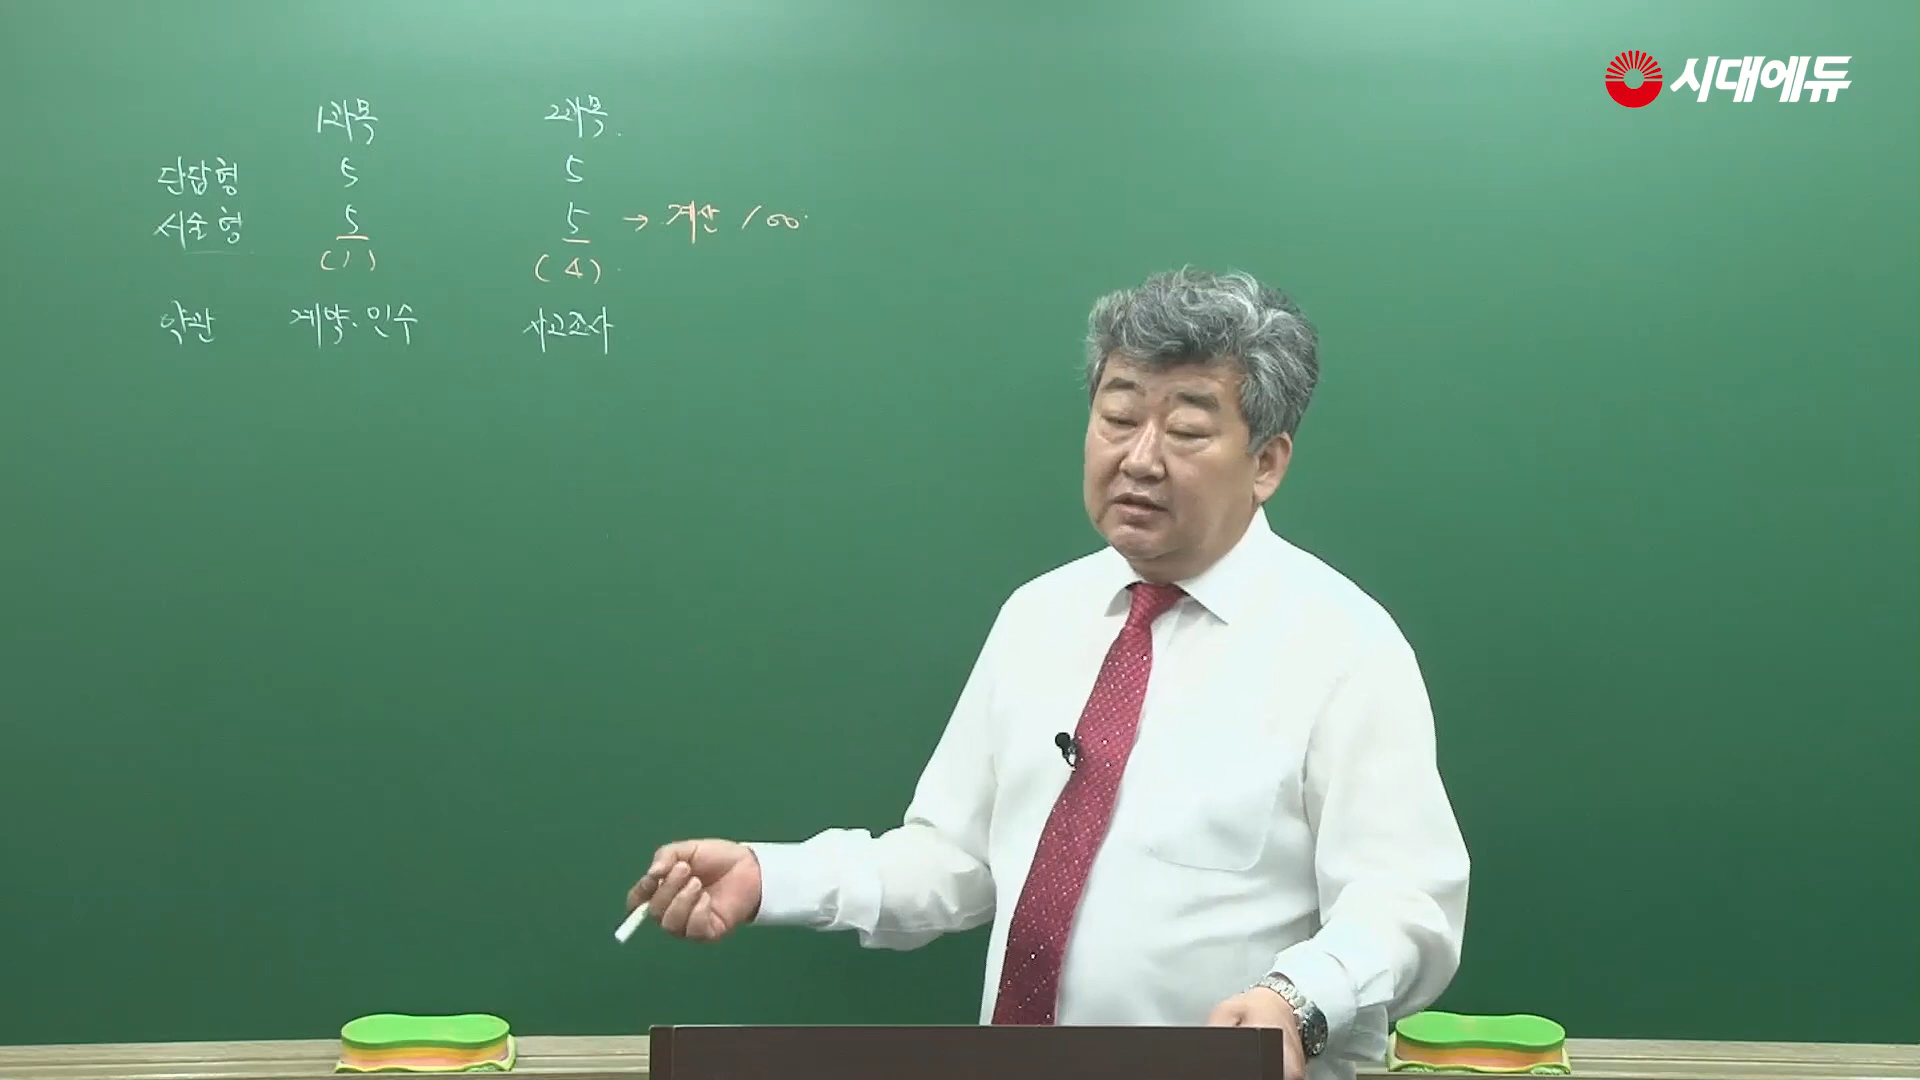 시대에듀
1과목 2과목.
단답형 5 5
서술형 5 5 → 계산 100
(1) (4)
약관 계약.인수 사고조사